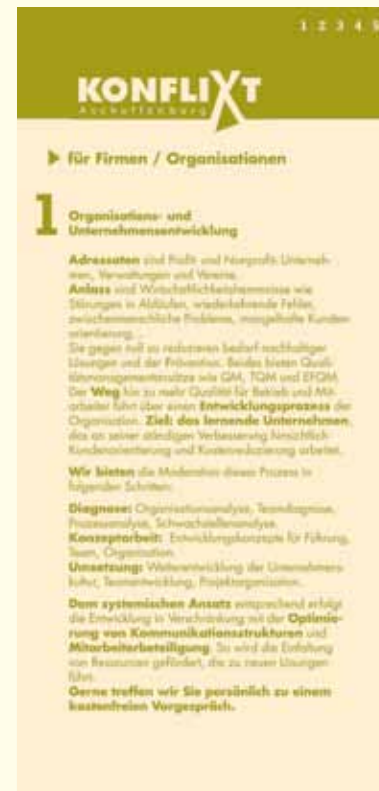 1 2 3 4 5
KONFLIXT
Aschaffenburg
für Firmen / Organisationen
1
Organisations- und
Unternehmensentwicklung
Adressaten sind Profit- und Nonprofit- Unterneh-
men, Verwaltungen und Vereine.
Anlass sind Wirtschaftlichkeitshemmnisse wie
Störungen in Abläufen, wiederkehrende Fehler,
zwischenmenschliche Probleme, mangelhafte Kunden-
orientierung.
Sie gegen null zu reduzieren bedarf nachhaltiger
Lösungen und der Prävention. Beides bieten Quali-
tätsmanagementansätze wie QM, TQM und EFQM.
Der Weg hin zu mehr Qualität für Betrieb und Mit-
arbeiter führt über einen Entwicklungsprozess der
Organisation. Ziel: das lernende Unternehmen,
das an seiner ständigen Verbesserung hinsichtlich
Kundenorientierung und Kostenreduzierung arbeitet.
Wir bieten die Moderation dieses Prozess in
folgenden Schritten:
Diagnose: Organisationsanalyse, Teamdiagnose,
Prozessanalyse, Schwachstellenanalyse.
Konzeptarbeit: Entwicklungskonzepte für Führung,
Team, Organisation.
Umsetzung: Weiterentwicklung der Unternehmens-
kultur, Teamentwicklung, Projektorganisation.
Dem systemischen Ansatz entsprechend erfolgt
die Entwicklung in Verschränkung mit der Optimie-
rung von Kommunikationsstrukturen und
Mitarbeiterbeteiligung. So wird die Entfaltung
von Ressourcen gefördert, die zu neuen Lösungen
führt.
Gerne treffen wir Sie persönlich zu einem
kostenfreien Vorgespräch.